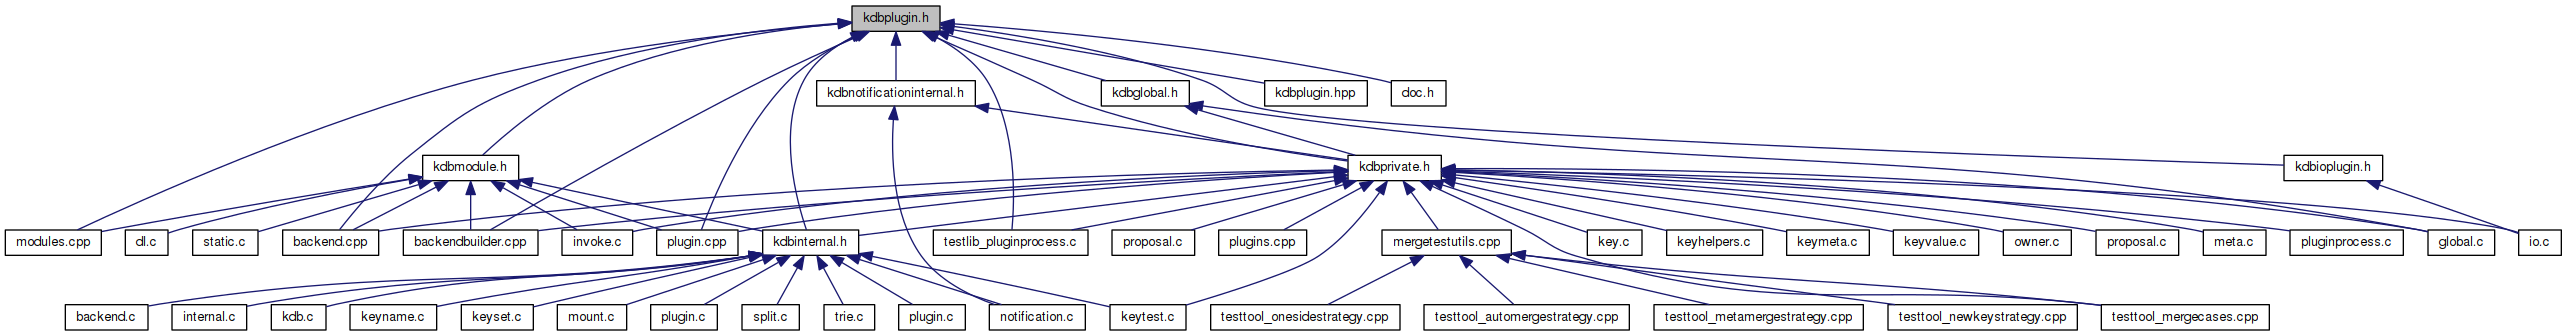 kdbplugin.h
kdbnotificationinternal.h
kdbglobal.h
kdbplugin.hpp
doc.h
kdbmodule.h
kdbprivate.h
kdbioplugin.h
modules.cpp
dl.c
static.c
backend.cpp
backendbuilder.cpp
invoke.c
plugin.cpp
kdbinternal.h
testlib_pluginprocess.c
proposal.c
plugins.cpp
mergetestutils.cpp
key.c
keyhelpers.c
keymeta.c
keyvalue.c
owner.c
proposal.c
meta.c
pluginprocess.c
global.c
io.c
backend.c
internal.c
kdb.c
keyname.c
keyset.c
mount.c
plugin.c
split.c
trie.c
plugin.c
notification.c
keytest.c
testtool_onesidestrategy.cpp
testtool_automergestrategy.cpp
testtool_metamergestrategy.cpp
testtool_newkeystrategy.cpp
testtool_mergecases.cpp